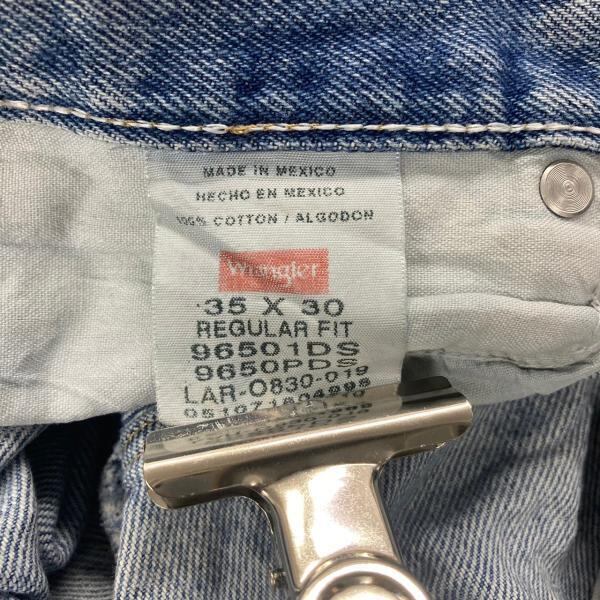 MADE IN MEXICO
HECHO EN MEXICO
100% COTTON / ALGODON
Wrangler
35 X 30
REGULAR FIT
96501DS
9650PDS
LAR-0830-019